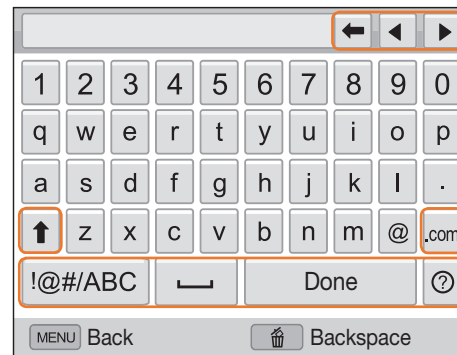 1 2 3 4 5 6 7 8 9 0
q w e r t y u i o p
a s d f g h j k l .
z x c v b n m @ .com
!@#/ABC Done ?
MENU Back Backspace